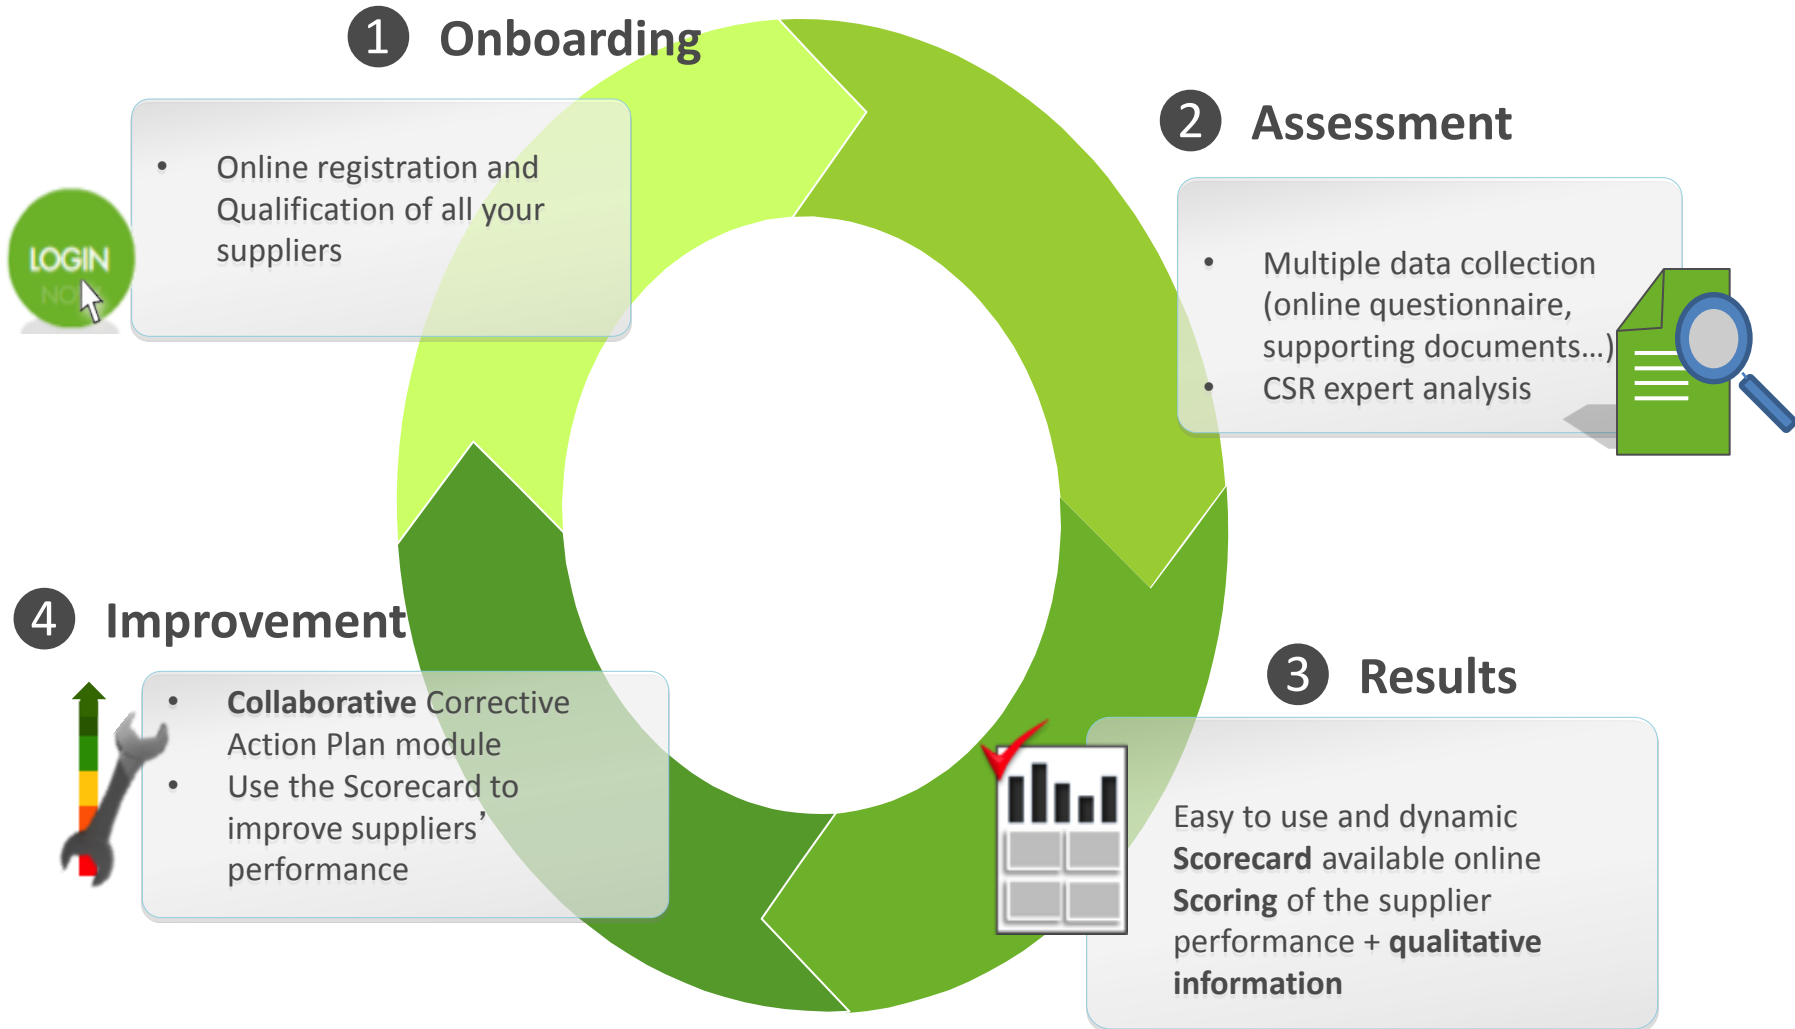 1 Onboarding
• Online registration and
Qualification of all your
suppliers
LOGIN
NOW
2 Assessment
• Multiple data collection
(online questionnaire,
supporting documents…)
• CSR expert analysis
3 Results
Easy to use and dynamic
Scorecard available online
Scoring of the supplier
performance + qualitative
information
4 Improvement
• Collaborative Corrective
Action Plan module
• Use the Scorecard to
improve suppliers’
performance